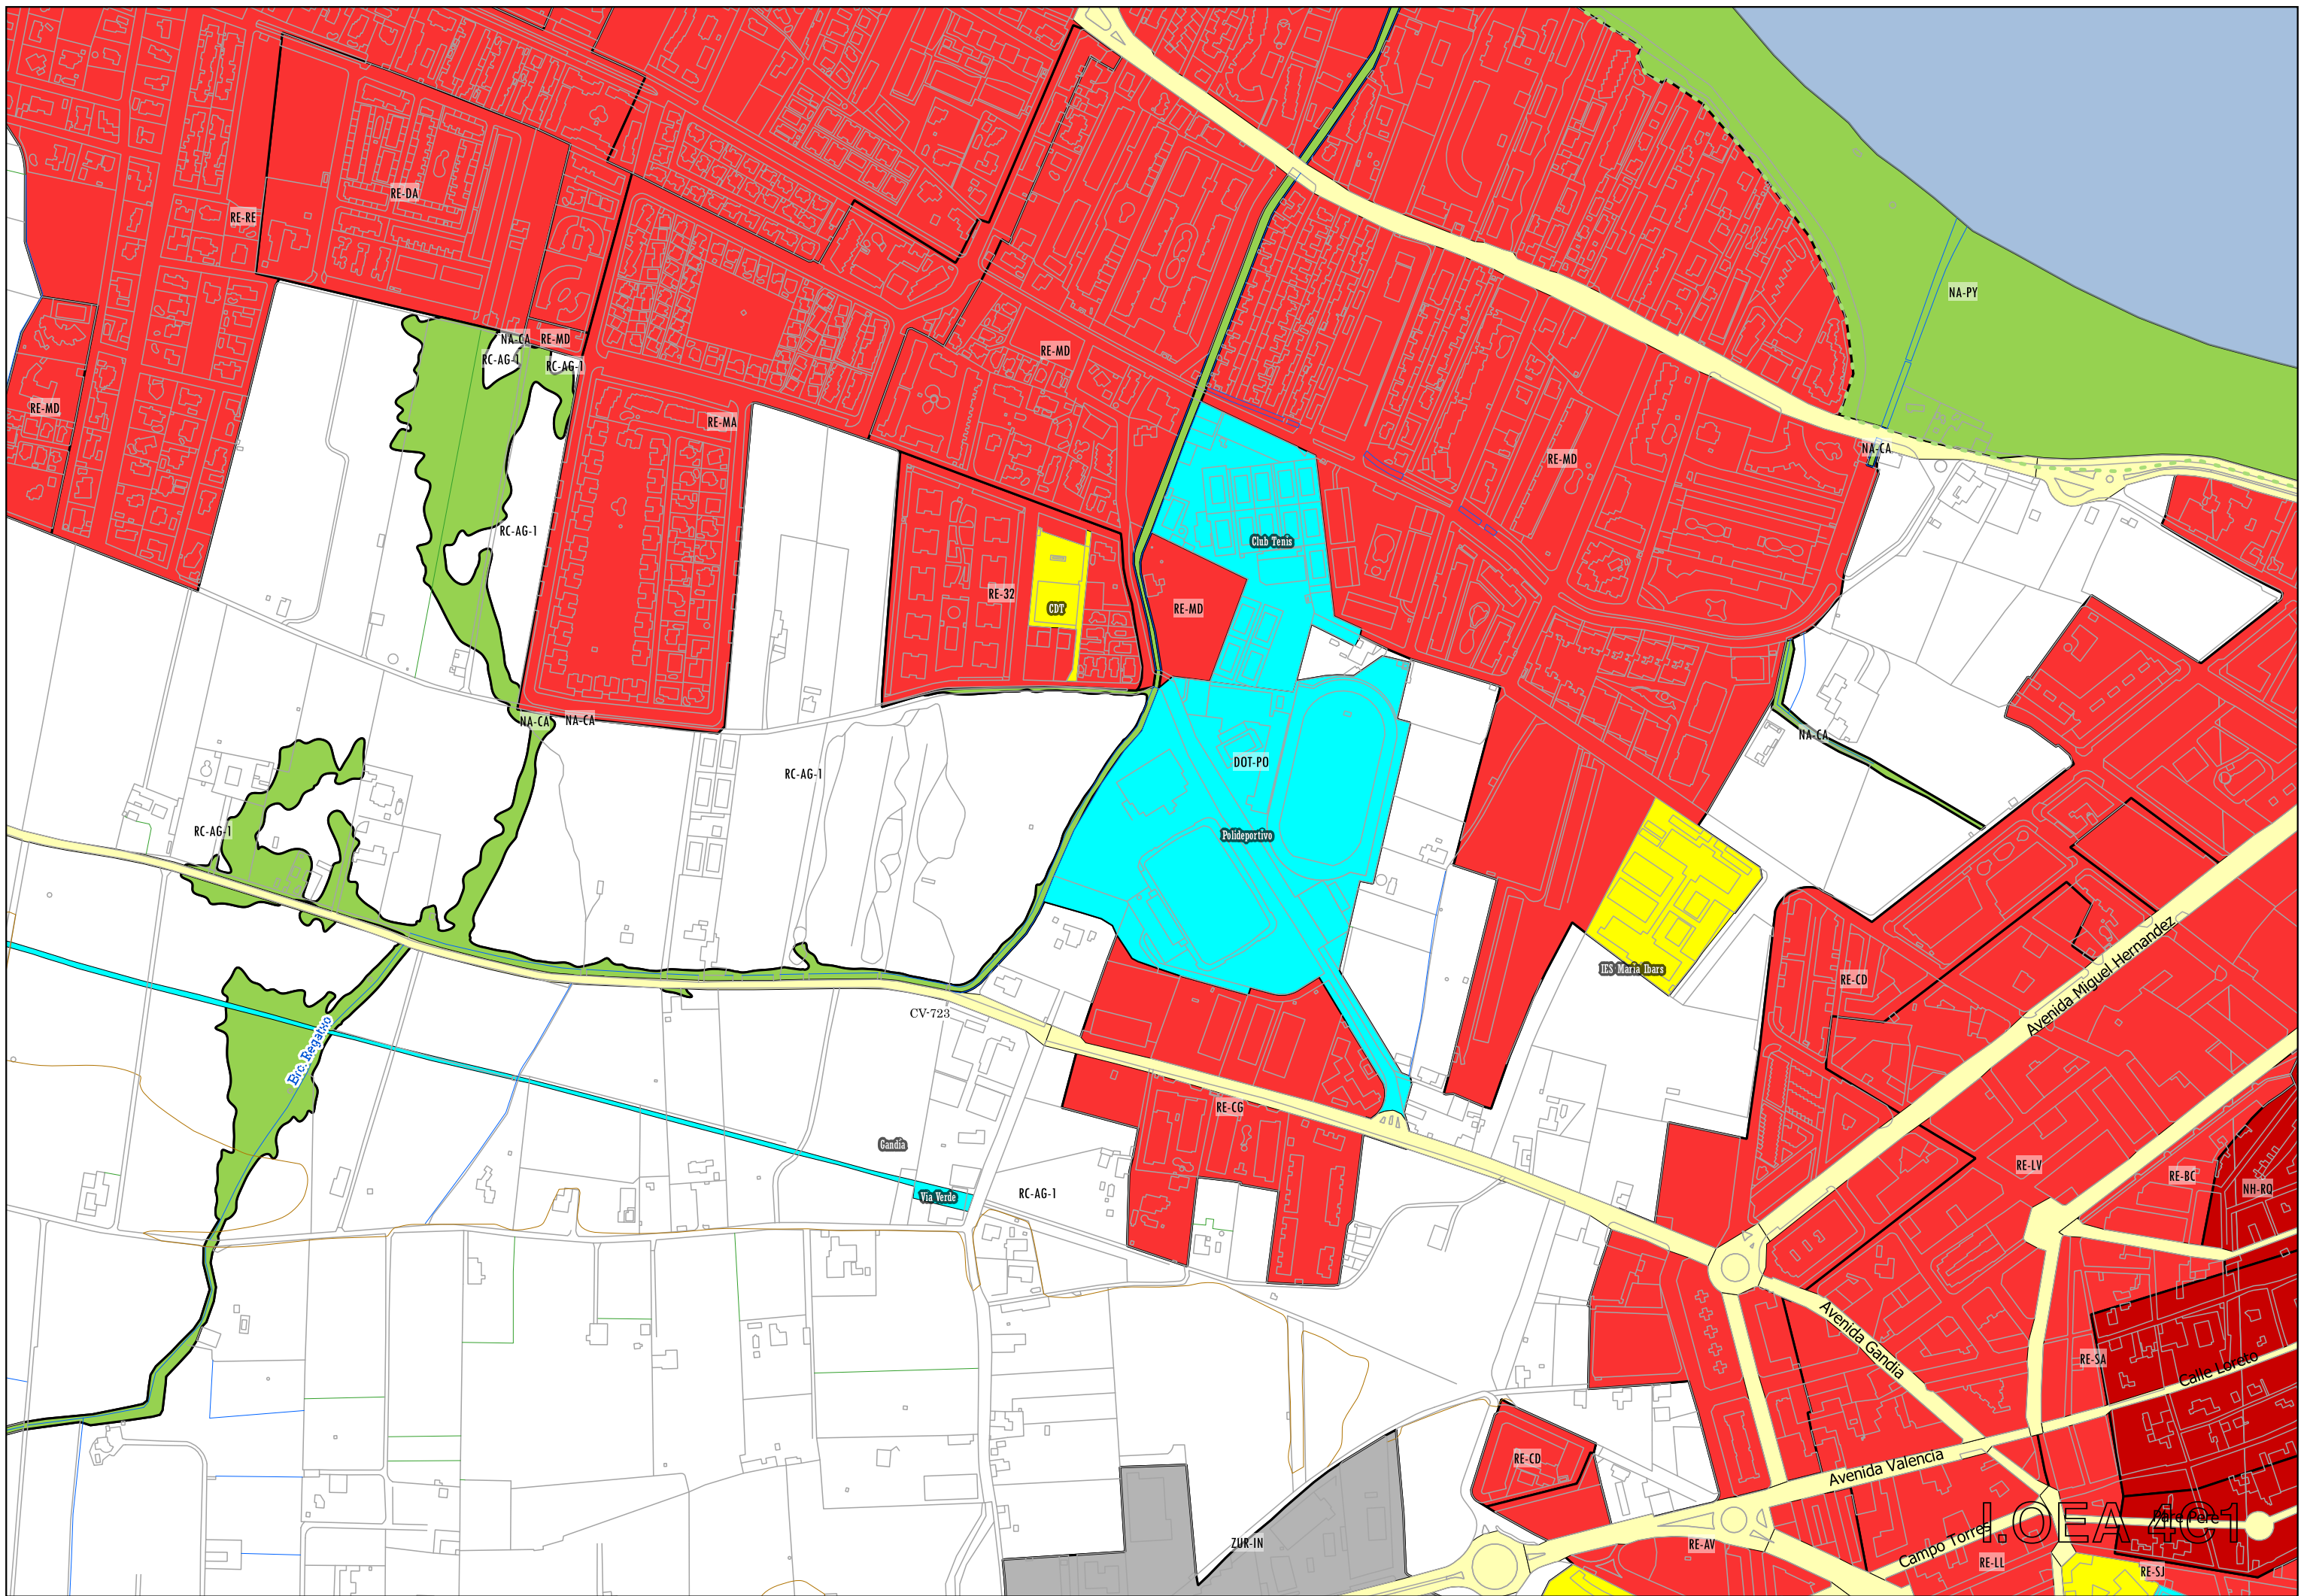 RE-DA
RE-RE
NA-PY
NA-CA
RE-MD
RC-AG-1
RC-AG-1
RE-MD
RE-MD
RE-MA
NA-CA
RE-MD
RC-AG-1
Club Tenis
RE-32
CDT
RE-MD
NA-CA
NA-CA
NA-CA
DOT-PO
RC-AG-1
RC-AG-1
Polideportivo
IES Maria Ibars
RE-CD
Avenida Miguel Hernandez
CV-723
Brc. Regatxo
RE-CG
Gandia
Via Verde
RC-AG-1
RE-LV
RE-BC
NH-RQ
Avenida Gandia
RE-SA
Calle Loreto
RE-CD
Avenida Valencia
ZUR-IN
RE-AV
Campo Torres
Pare Pere
I.OEA 4C1
RE-LL
RE-SJ